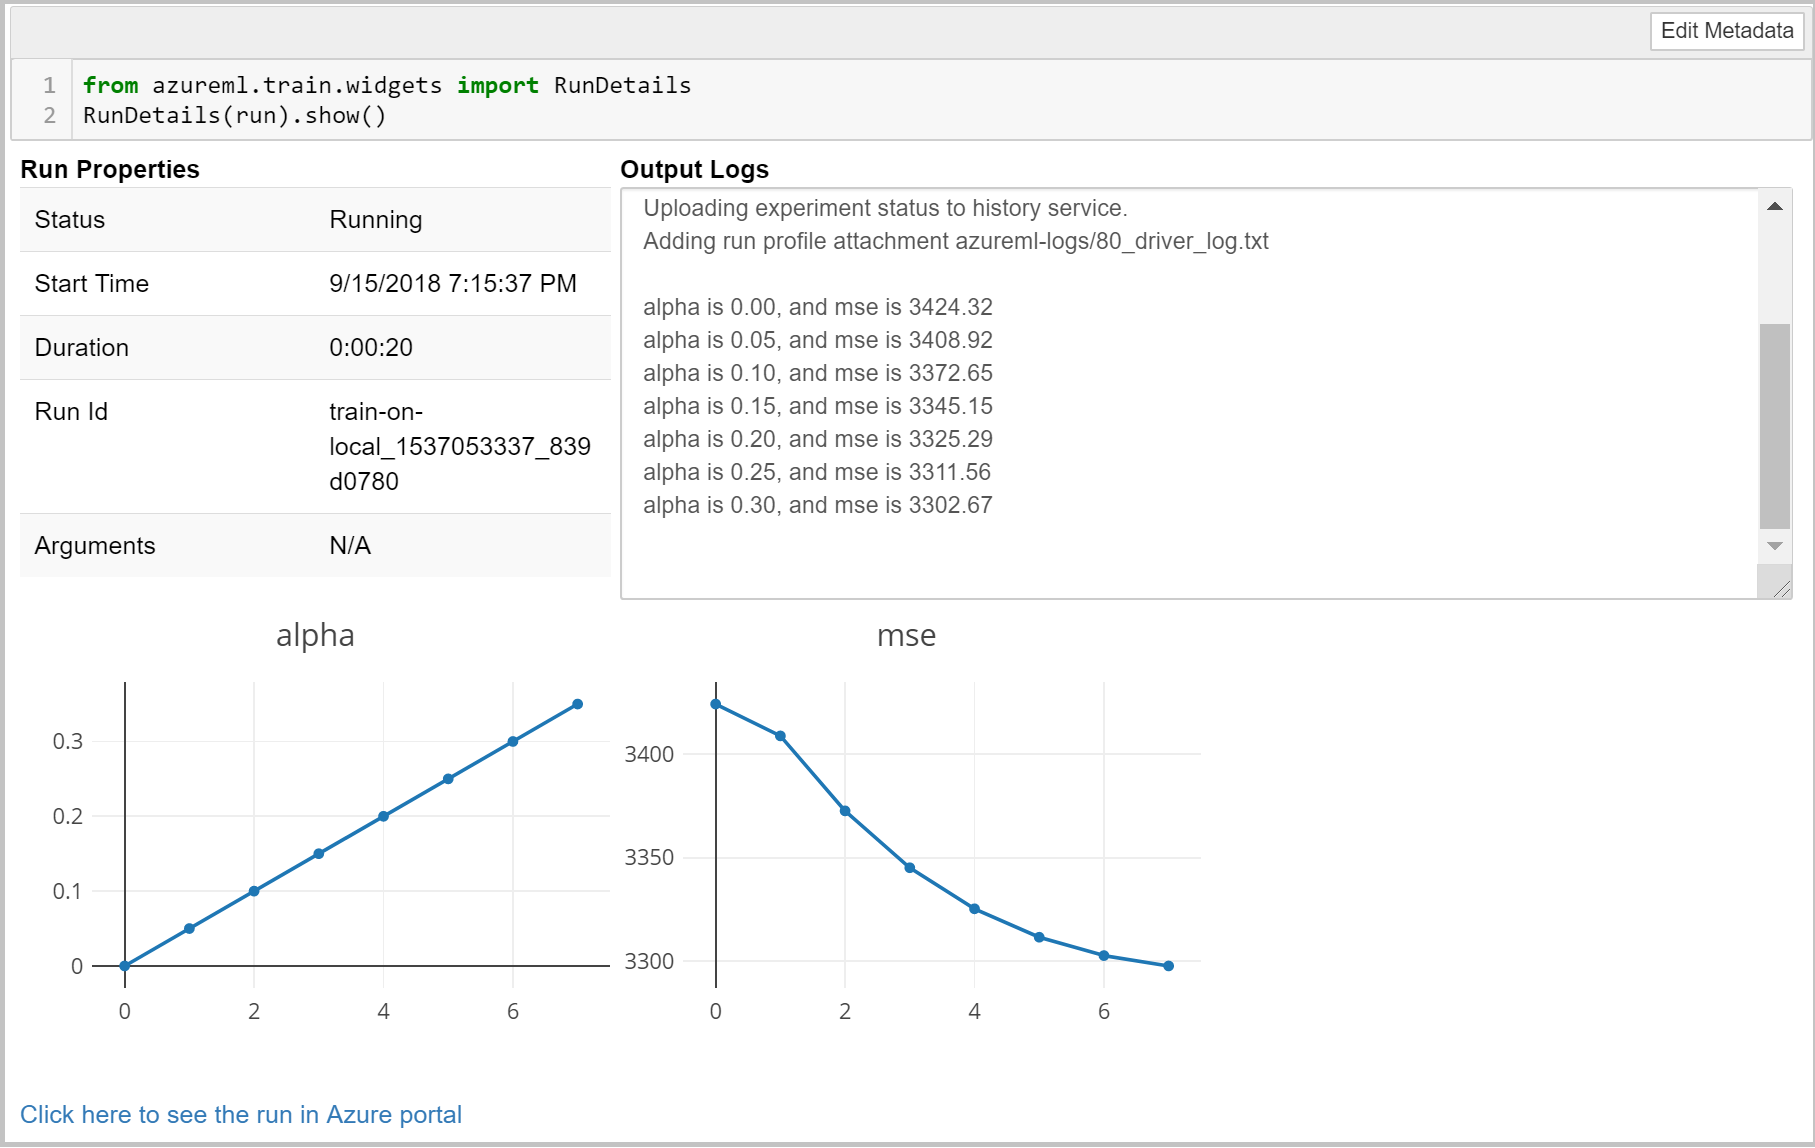 Edit Metadata
1 from azureml.train.widgets import RunDetails
2 RunDetails(run).show()
Run Properties
Status Running
Start Time 9/15/2018 7:15:37 PM
Duration 0:00:20
Run Id train-on-
local_1537053337_839
d0780
Arguments N/A
Output Logs
Uploading experiment status to history service.
Adding run profile attachment azureml-logs/80_driver_log.txt
alpha is 0.00, and mse is 3424.32
alpha is 0.05, and mse is 3408.92
alpha is 0.10, and mse is 3372.65
alpha is 0.15, and mse is 3345.15
alpha is 0.20, and mse is 3325.29
alpha is 0.25, and mse is 3311.56
alpha is 0.30, and mse is 3302.67
alpha
0.3
0.2
0.1
0
0 2 4 6
mse
3400
3350
3300
0 2 4 6
Click here to see the run in Azure portal